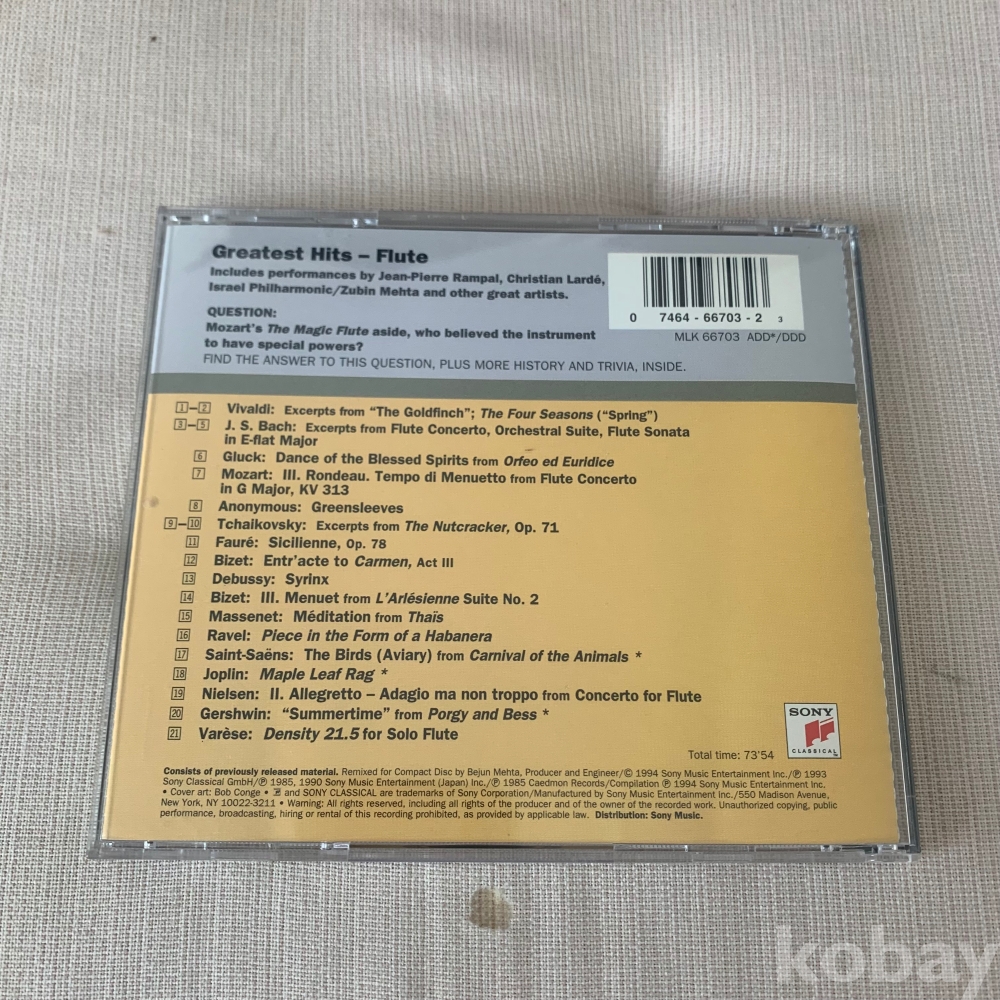 Greatest Hits – Flute
Includes performances by Jean-Pierre Rampal, Christian Lardé,
Israel Philharmonic/Zubin Mehta and other great artists.
QUESTION:
Mozart's The Magic Flute aside, who believed the instrument
to have special powers?
FIND THE ANSWER TO THIS QUESTION, PLUS MORE HISTORY AND TRIVIA, INSIDE.
0 7464-66703-2 3
MLK 66703 ADD*/DDD
1–2 Vivaldi: Excerpts from "The Goldfinch"; The Four Seasons ("Spring")
3–5 J. S. Bach: Excerpts from Flute Concerto, Orchestral Suite, Flute Sonata
in E-flat Major
6 Gluck: Dance of the Blessed Spirits from Orfeo ed Euridice
7 Mozart: III. Rondeau. Tempo di Menuetto from Flute Concerto
in G Major, KV 313
8 Anonymous: Greensleeves
9–10 Tchaikovsky: Excerpts from The Nutcracker, Op. 71
11 Fauré: Sicilienne, Op. 78
12 Bizet: Entr'acte to Carmen, Act III
13 Debussy: Syrinx
14 Bizet: III. Menuet from L'Arlésienne Suite No. 2
15 Massenet: Méditation from Thaïs
16 Ravel: Piece in the Form of a Habanera
17 Saint-Saëns: The Birds (Aviary) from Carnival of the Animals *
18 Joplin: Maple Leaf Rag *
19 Nielsen: II. Allegretto – Adagio ma non troppo from Concerto for Flute
20 Gershwin: "Summertime" from Porgy and Bess *
21 Varèse: Density 21.5 for Solo Flute
SONY
CLASSICAL
Total time: 73'54
Consists of previously released material. Remixed for Compact Disc by Bejun Mehta, Producer and Engineer/© 1994 Sony Music Entertainment Inc./℗ 1993
Sony Classical GmbH/℗ 1985, 1990 Sony Music Entertainment (Japan) Inc./℗ 1985 Caedmon Records/Compilation ℗ 1994 Sony Music Entertainment Inc.
• Cover art: Bob Conge • and SONY CLASSICAL are trademarks of Sony Corporation/Manufactured by Sony Music Entertainment Inc./550 Madison Avenue,
New York, NY 10022-3211 • Warning: All rights reserved, including all rights of the producer and of the owner of the recorded work. Unauthorized copying, public
performance, broadcasting, hiring or rental of this recording prohibited, as provided by applicable law. Distribution: Sony Music.
kobay